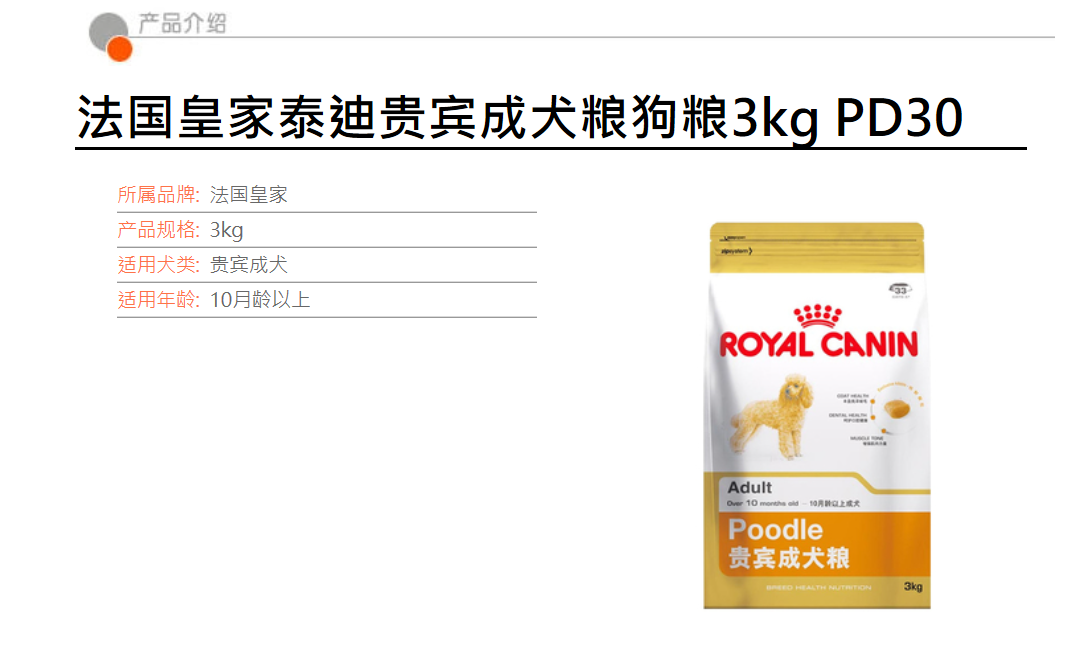 产品介绍
法国皇家泰迪贵宾成犬粮狗粮3kg PD30
所属品牌: 法国皇家
产品规格: 3kg
适用犬类: 贵宾成犬
适用年龄: 10月龄以上
33
ROYAL CANIN
COAT HEALTH
DENTAL HEALTH
MUSCLE TONE
Adult
Over 10 months old — 10月龄以上成犬
Poodle
贵宾成犬粮
BREED HEALTH NUTRITION
3kg